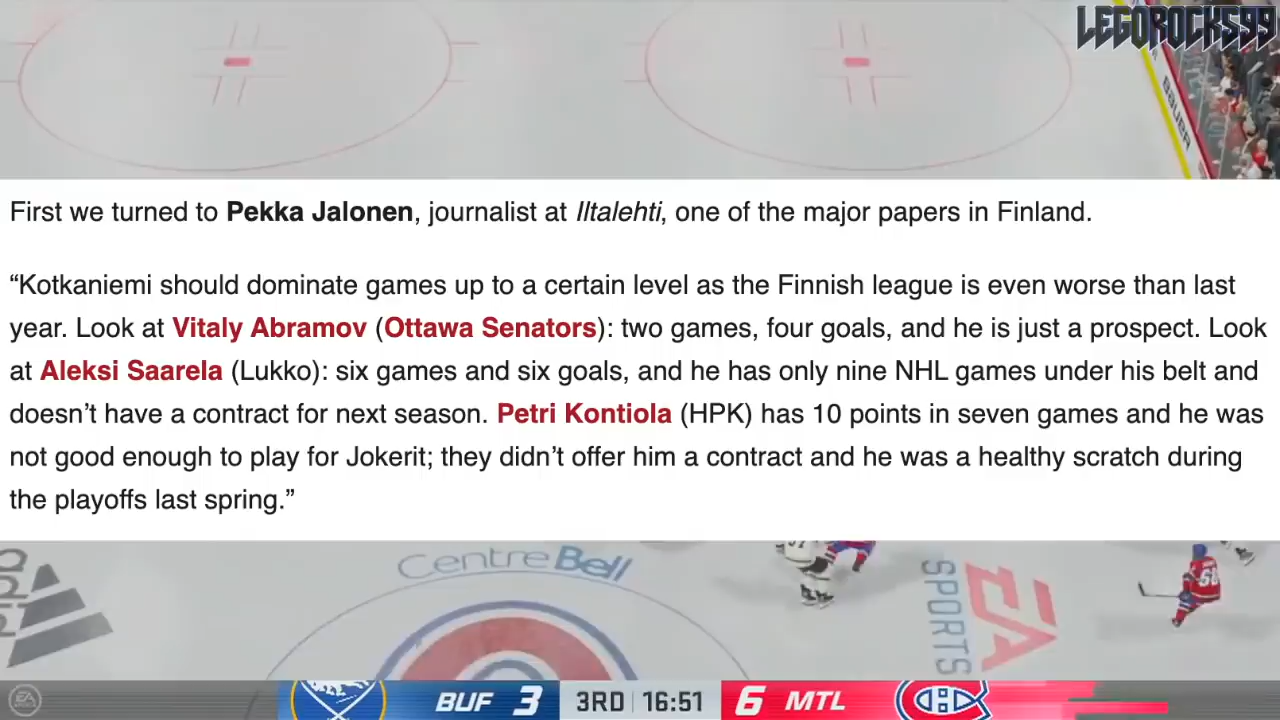 LEGOROCKS99
BAUER
First we turned to Pekka Jalonen, journalist at Iltalehti, one of the major papers in Finland.
“Kotkaniemi should dominate games up to a certain level as the Finnish league is even worse than last
year. Look at Vitaly Abramov (Ottawa Senators): two games, four goals, and he is just a prospect. Look
at Aleksi Saarela (Lukko): six games and six goals, and he has only nine NHL games under his belt and
doesn’t have a contract for next season. Petri Kontiola (HPK) has 10 points in seven games and he was
not good enough to play for Jokerit; they didn’t offer him a contract and he was a healthy scratch during
the playoffs last spring.”
Centre Bell
EA
SPORTS
BUF 3 3RD 16:51 6 MTL